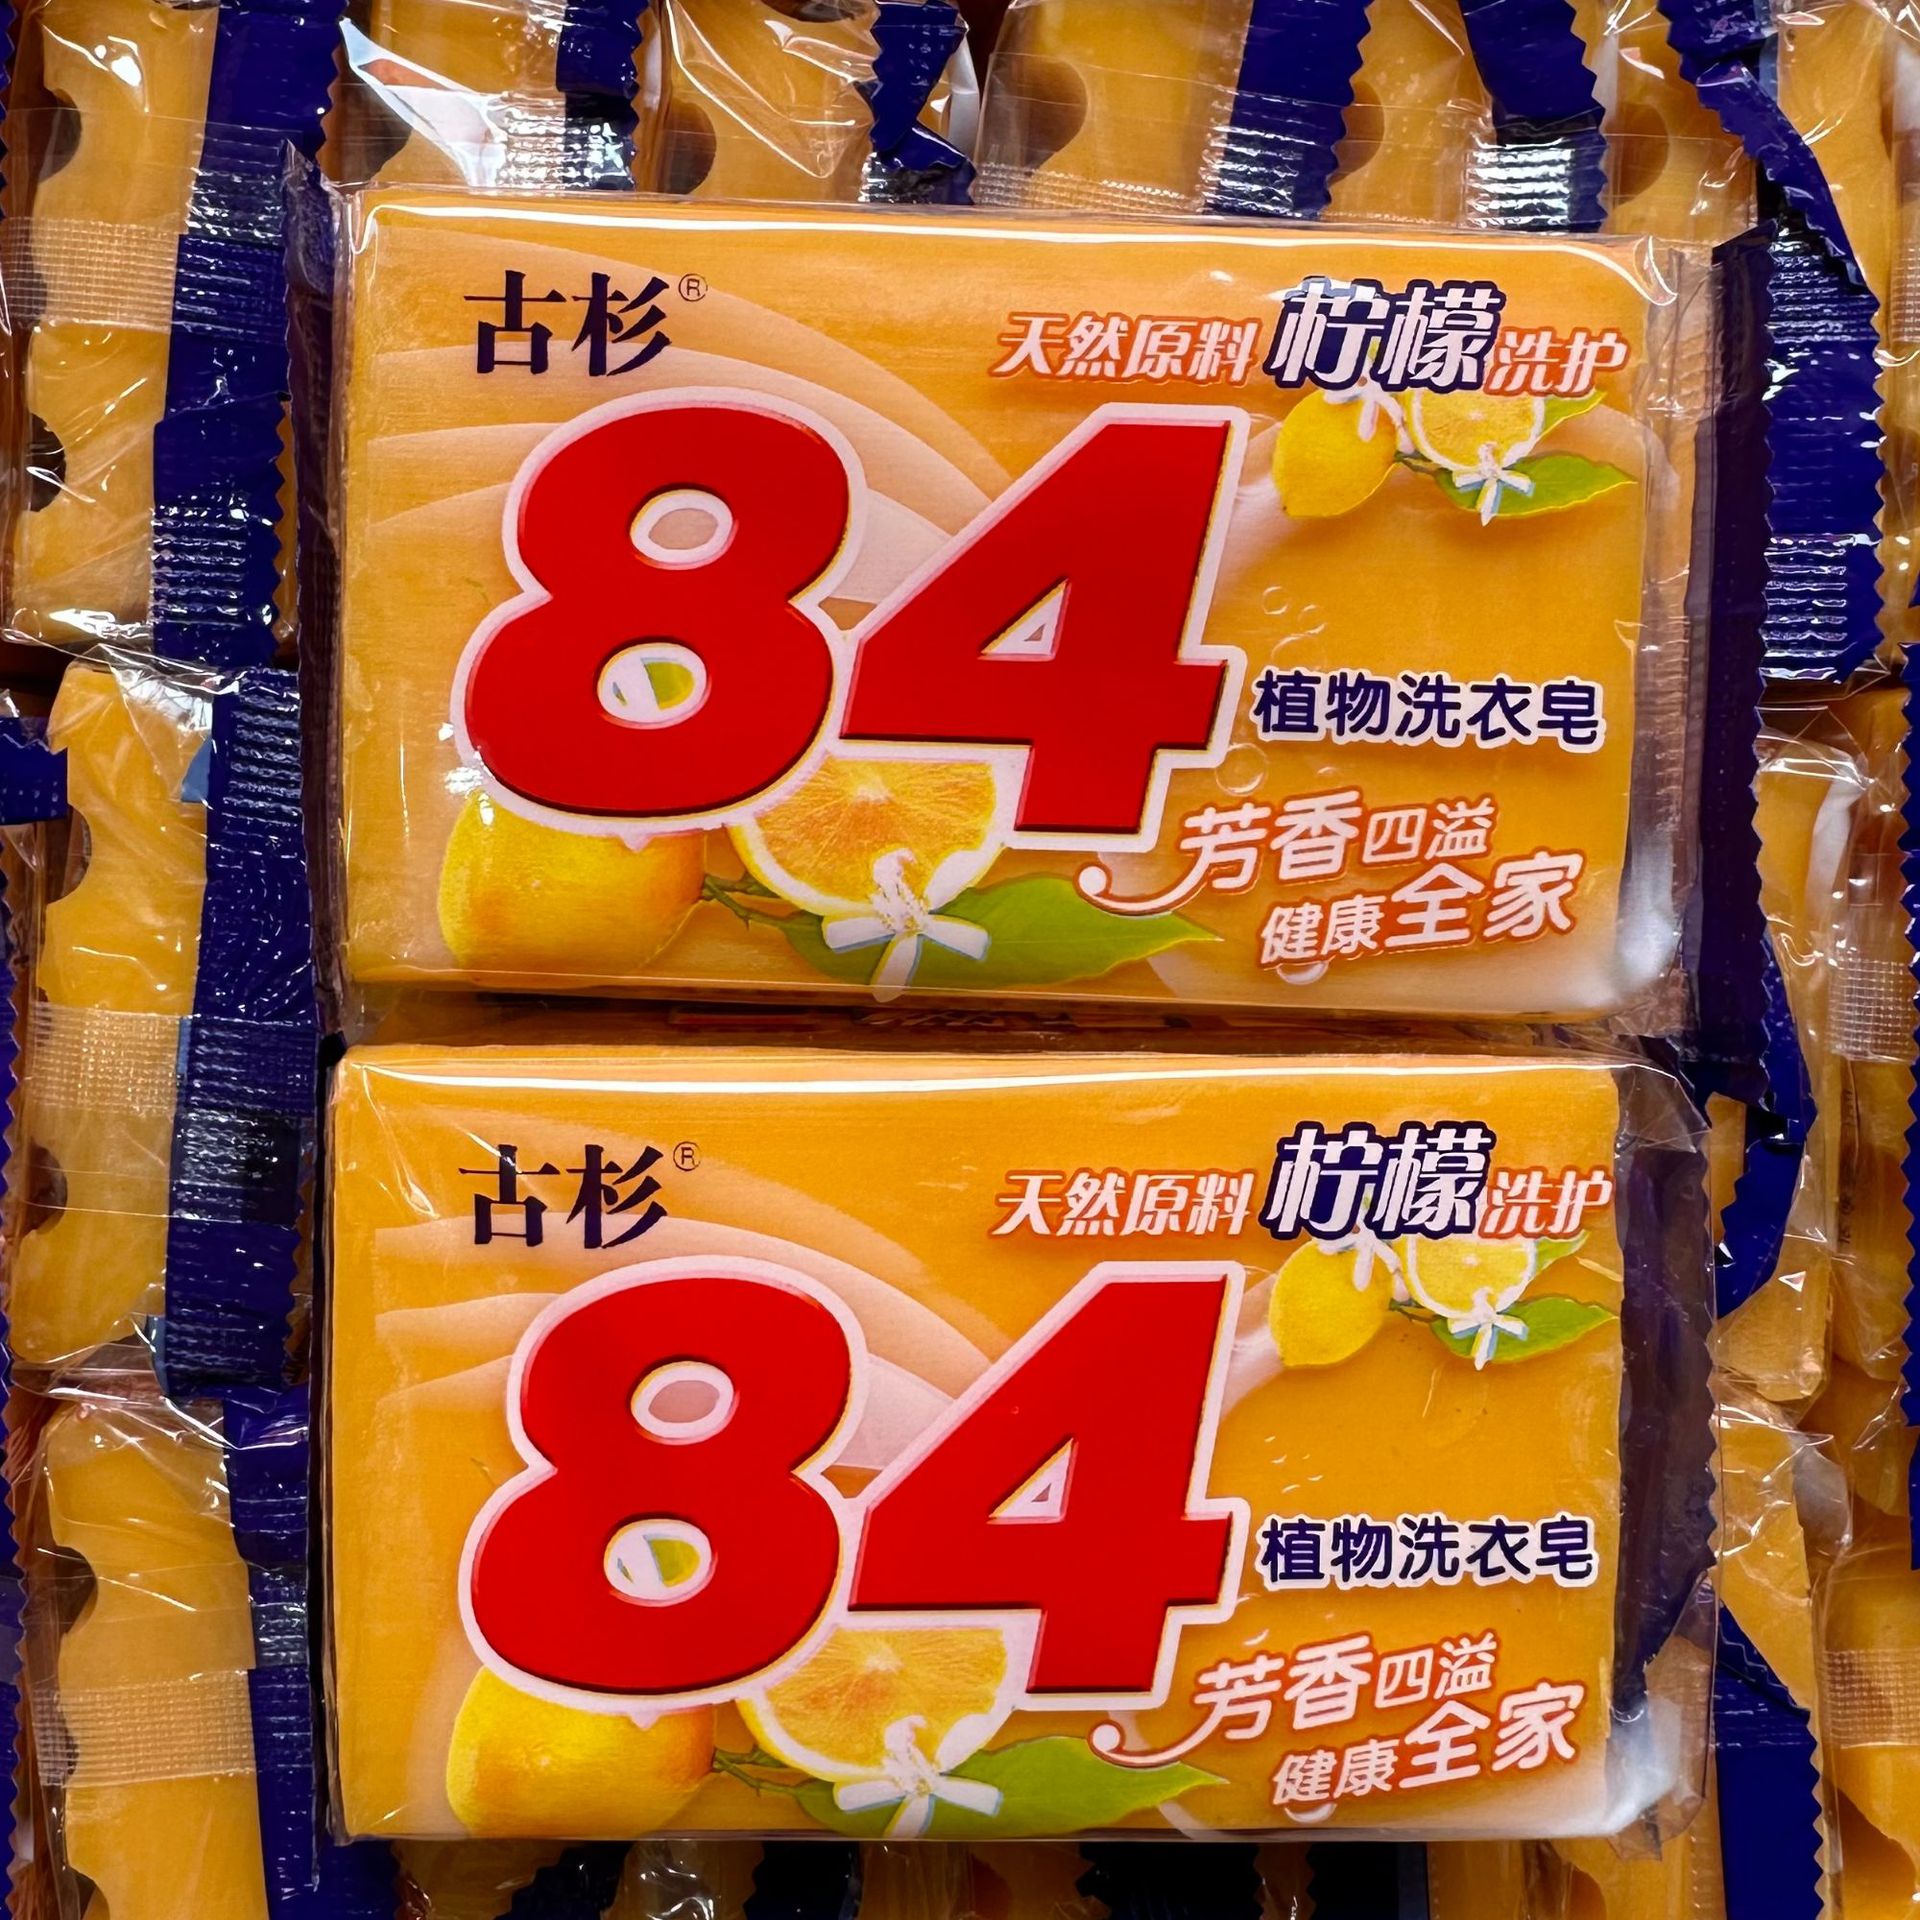 古杉®
天然原料 柠檬 洗护
84
植物洗衣皂
芳香四溢
健康全家
古杉®
天然原料 柠檬 洗护
84
植物洗衣皂
芳香四溢
健康全家